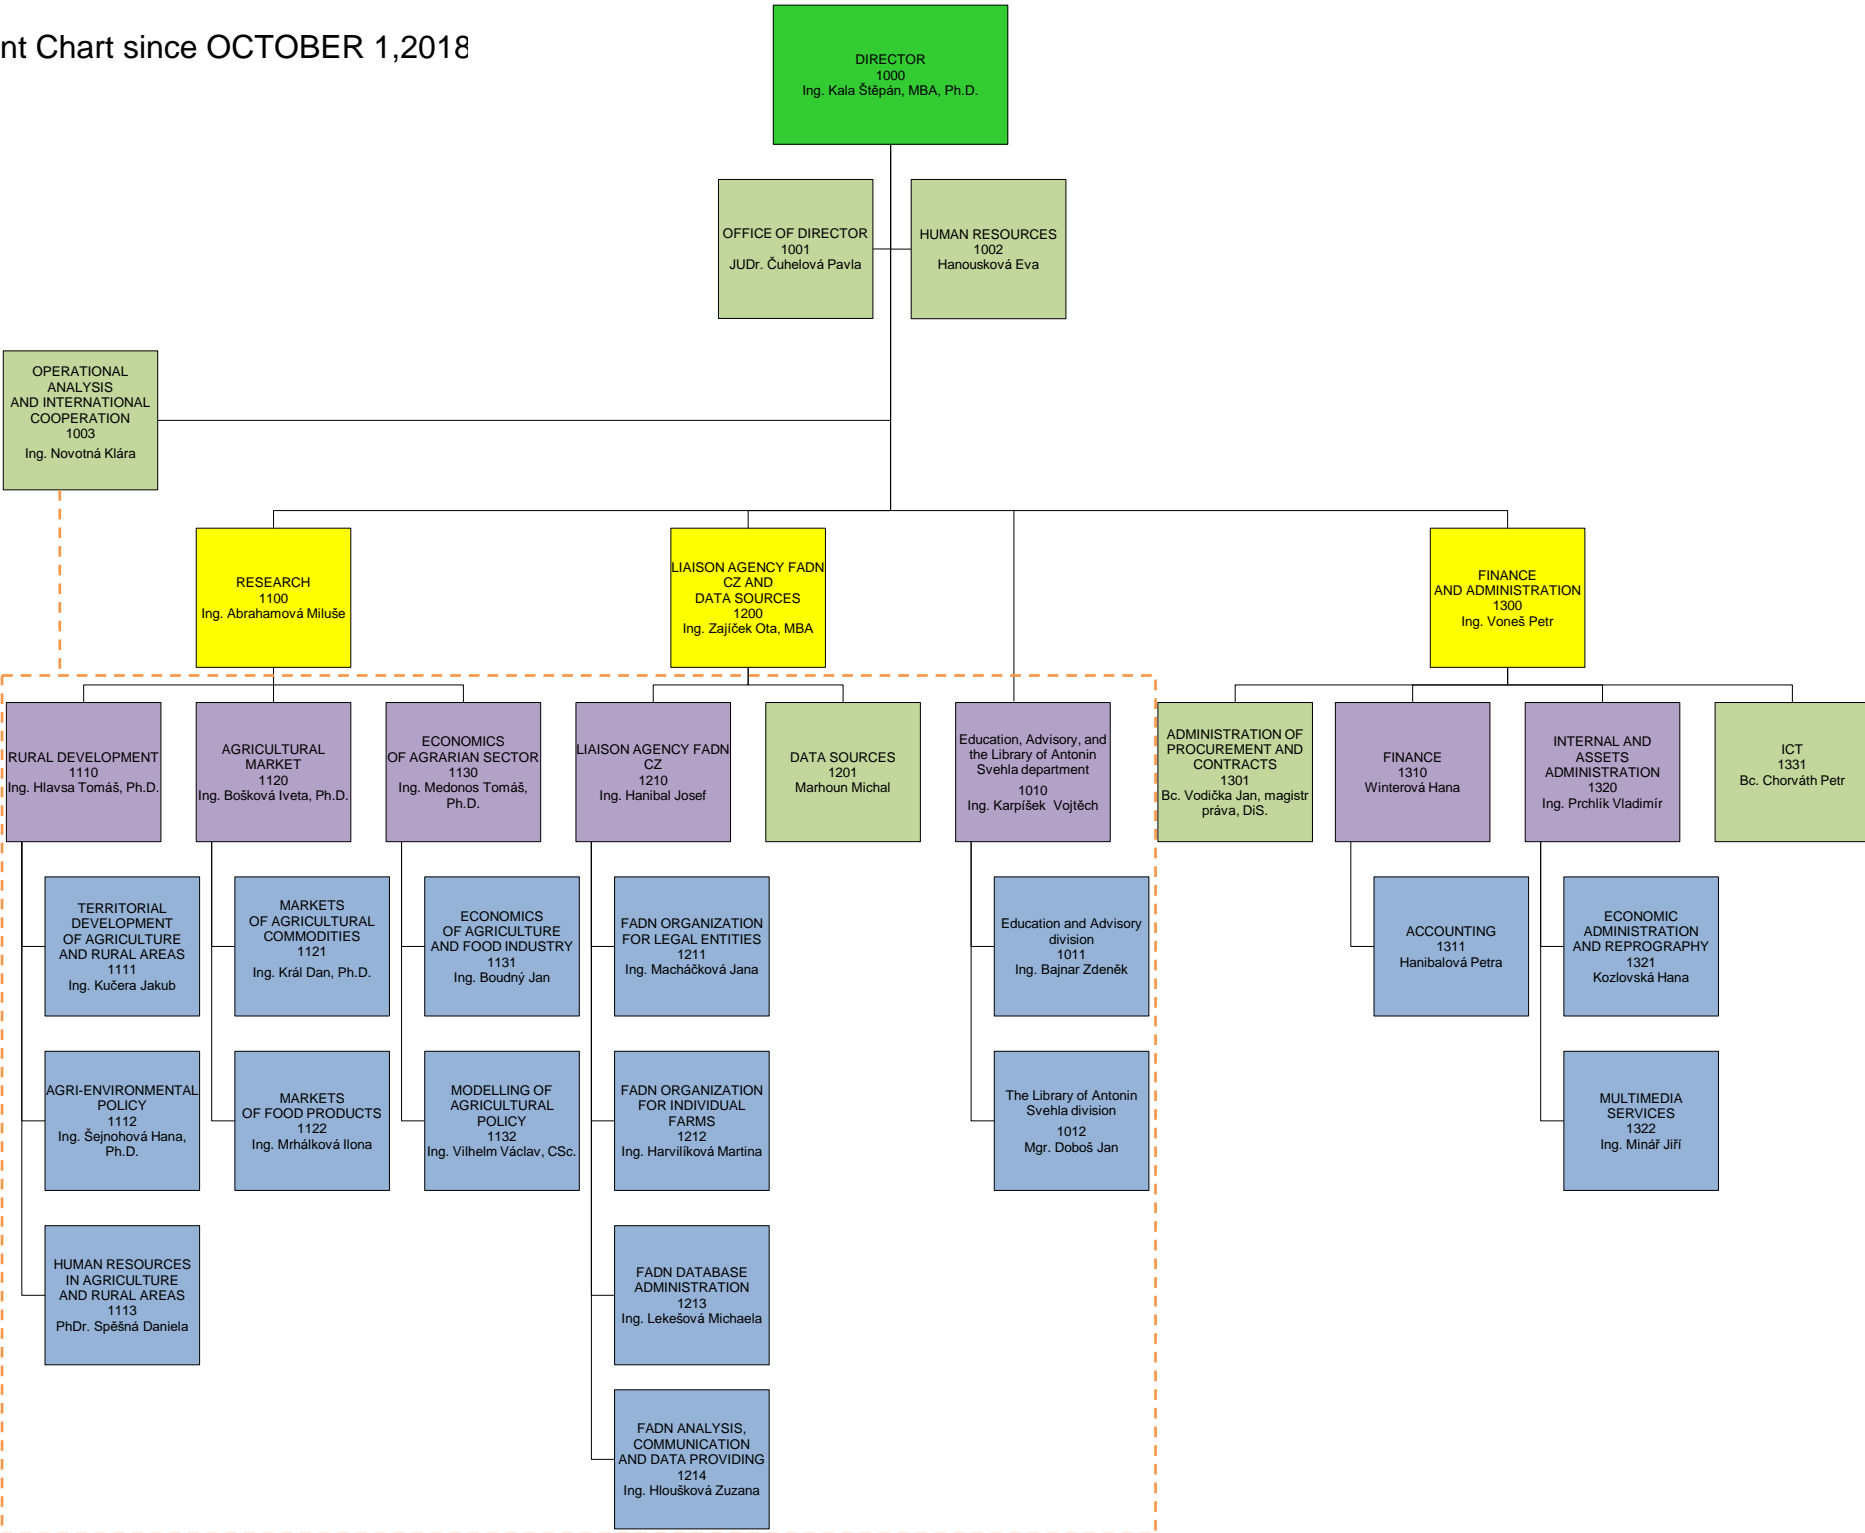 nt Chart since OCTOBER 1,2018
DIRECTOR
1000
Ing. Kala Štěpán, MBA, Ph.D.
OFFICE OF DIRECTOR
1001
JUDr. Čuhelová Pavla
HUMAN RESOURCES
1002
Hanousková Eva
OPERATIONAL
ANALYSIS
AND INTERNATIONAL
COOPERATION
1003
Ing. Novotná Klára
RESEARCH
1100
Ing. Abrahamová Miluše
LIAISON AGENCY FADN
CZ AND
DATA SOURCES
1200
Ing. Zajíček Ota, MBA
FINANCE
AND ADMINISTRATION
1300
Ing. Voneš Petr
RURAL DEVELOPMENT
1110
Ing. Hlavsa Tomáš, Ph.D.
AGRICULTURAL
MARKET
1120
Ing. Bošková Iveta, Ph.D.
ECONOMICS
OF AGRARIAN SECTOR
1130
Ing. Medonos Tomáš,
Ph.D.
LIAISON AGENCY FADN
CZ
1210
Ing. Hanibal Josef
DATA SOURCES
1201
Marhoun Michal
Education, Advisory, and
the Library of Antonin
Svehla department
1010
Ing. Karpíšek Vojtěch
ADMINISTRATION OF
PROCUREMENT AND
CONTRACTS
1301
Bc. Vodička Jan, magistr
práva, DiS.
FINANCE
1310
Winterová Hana
INTERNAL AND
ASSETS
ADMINISTRATION
1320
Ing. Prchlík Vladimír
ICT
1331
Bc. Chorváth Petr
TERRITORIAL
DEVELOPMENT
OF AGRICULTURE
AND RURAL AREAS
1111
Ing. Kučera Jakub
MARKETS
OF AGRICULTURAL
COMMODITIES
1121
Ing. Král Dan, Ph.D.
ECONOMICS
OF AGRICULTURE
AND FOOD INDUSTRY
1131
Ing. Boudný Jan
FADN ORGANIZATION
FOR LEGAL ENTITIES
1211
Ing. Macháčková Jana
Education and Advisory
division
1011
Ing. Bajnar Zdeněk
ACCOUNTING
1311
Hanibalová Petra
ECONOMIC
ADMINISTRATION
AND REPROGRAPHY
1321
Kozlovská Hana
AGRI-ENVIRONMENTAL
POLICY
1112
Ing. Šejnohová Hana,
Ph.D.
MARKETS
OF FOOD PRODUCTS
1122
Ing. Mrhálková Ilona
MODELLING OF
AGRICULTURAL
POLICY
1132
Ing. Vilhelm Václav, CSc.
FADN ORGANIZATION
FOR INDIVIDUAL
FARMS
1212
Ing. Harvilíková Martina
The Library of Antonin
Svehla division
1012
Mgr. Doboš Jan
MULTIMEDIA
SERVICES
1322
Ing. Minář Jiří
HUMAN RESOURCES
IN AGRICULTURE
AND RURAL AREAS
1113
PhDr. Spěšná Daniela
FADN DATABASE
ADMINISTRATION
1213
Ing. Lekešová Michaela
FADN ANALYSIS,
COMMUNICATION
AND DATA PROVIDING
1214
Ing. Hloušková Zuzana